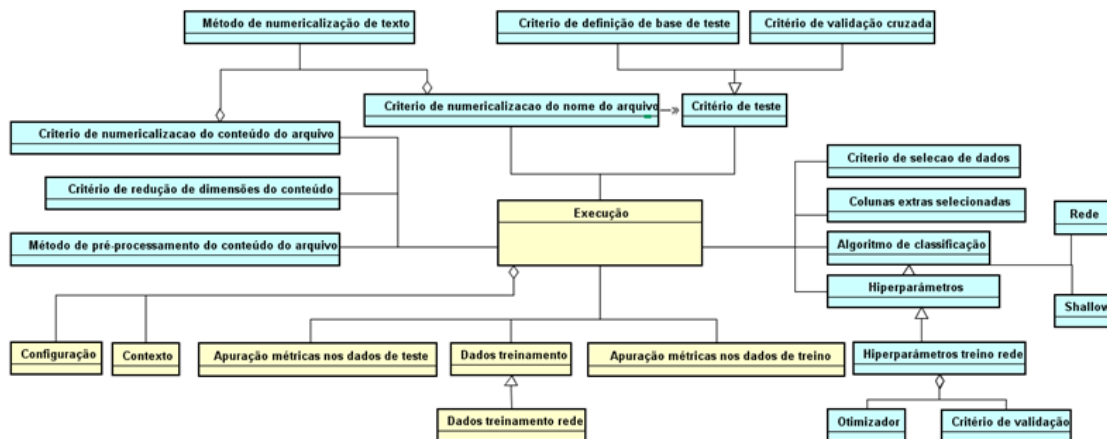 Método de numericalização de texto
Criterio de definição de base de teste
Critério de validação cruzada
Criterio de numericalizacao do nome do arquivo
Critério de teste
Criterio de numericalizacao do conteúdo do arquivo
Critério de redução de dimensões do conteúdo
Método de pré-processamento do conteúdo do arquivo
Execução
Criterio de selecao de dados
Colunas extras selecionadas
Rede
Algoritmo de classificação
Hiperparâmetros
Shallow
Configuração
Contexto
Apuração métricas nos dados de teste
Dados treinamento
Apuração métricas nos dados de treino
Hiperparâmetros treino rede
Dados treinamento rede
Otimizador
Critério de validação